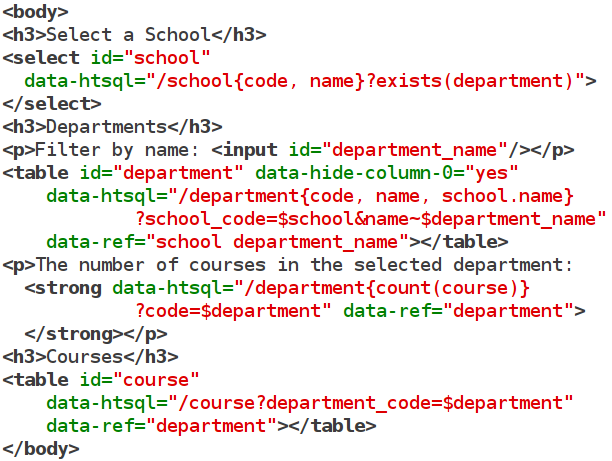 <body>
<h3>Select a School</h3>
<select id="school"
  data-htsql="/school{code, name}?exists(department)">
</select>
<h3>Departments</h3>
<p>Filter by name: <input id="department_name"/></p>
<table id="department" data-hide-column-0="yes"
    data-htsql="/department{code, name, school.name}
            ?school_code=$school&name~$department_name"
    data-ref="school department_name"></table>
<p>The number of courses in the selected department:
  <strong data-htsql="/department{count(course)}
            ?code=$department" data-ref="department">
  </strong></p>
<h3>Courses</h3>
<table id="course"
    data-htsql="/course?department_code=$department"
    data-ref="department"></table>
</body>